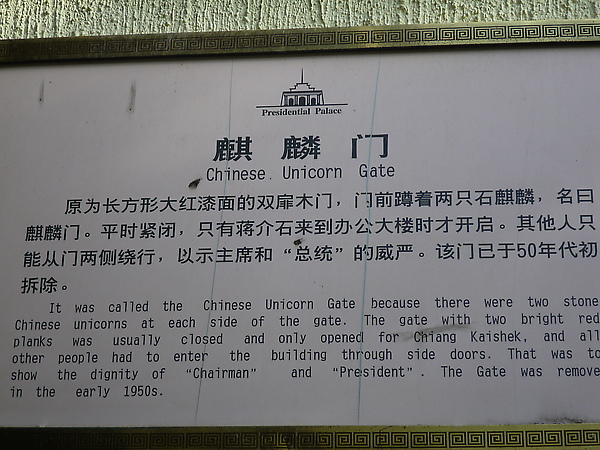 Presidential Palace
麒麟门
Chinese Unicorn Gate
原为长方形大红漆面的双扉木门，门前蹲着两只石麒麟，名曰
麒麟门。平时紧闭，只有蒋介石来到办公大楼时才开启。其他人只
能从门两侧绕行，以示主席和“总统”的威严。该门已于50年代初
拆除。
It was called the Chinese Unicorn Gate because there were two stone
Chinese unicorns at each side of the gate. The gate with two bright red
planks was usually closed and only opened for Chiang Kaishek, and all
other people had to enter the building through side doors. That was to
show the dignity of “Chairman” and “President”. The Gate was remove
in the early 1950s.